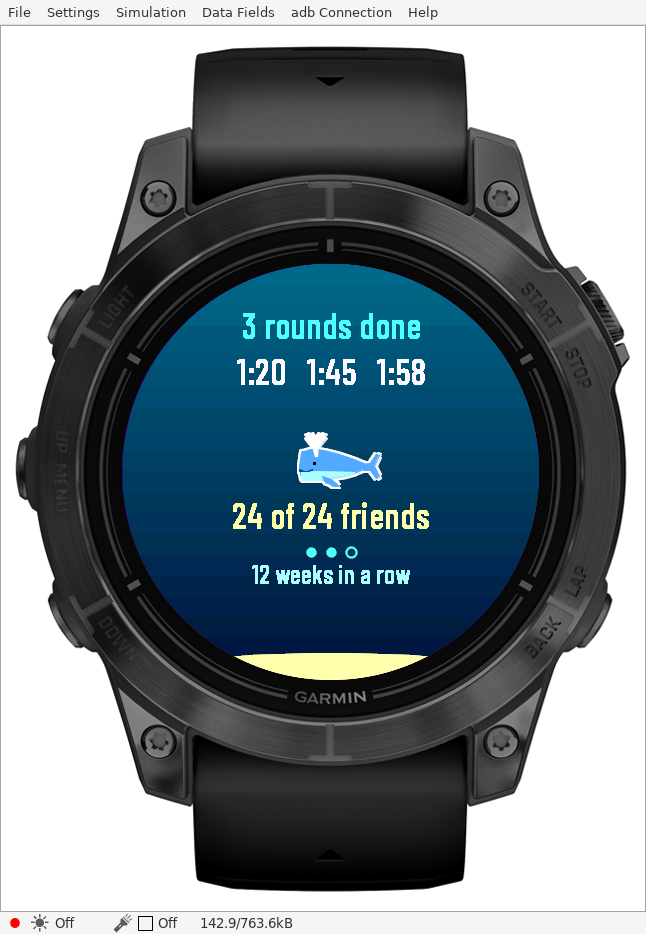 File Settings Simulation Data Fields adb Connection Help
LIGHT
START
STOP
3 rounds done
1:20 1:45 1:58
UP MENU
24 of 24 friends
12 weeks in a row
LAP
DOWN
BACK
GARMIN
Off Off 142.9/763.6kB